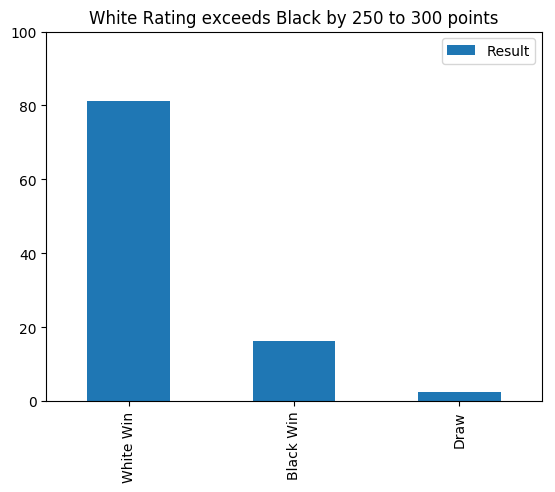 White Rating exceeds Black by 250 to 300 points
Result
100
80
60
40
20
0
White Win
Black Win
Draw